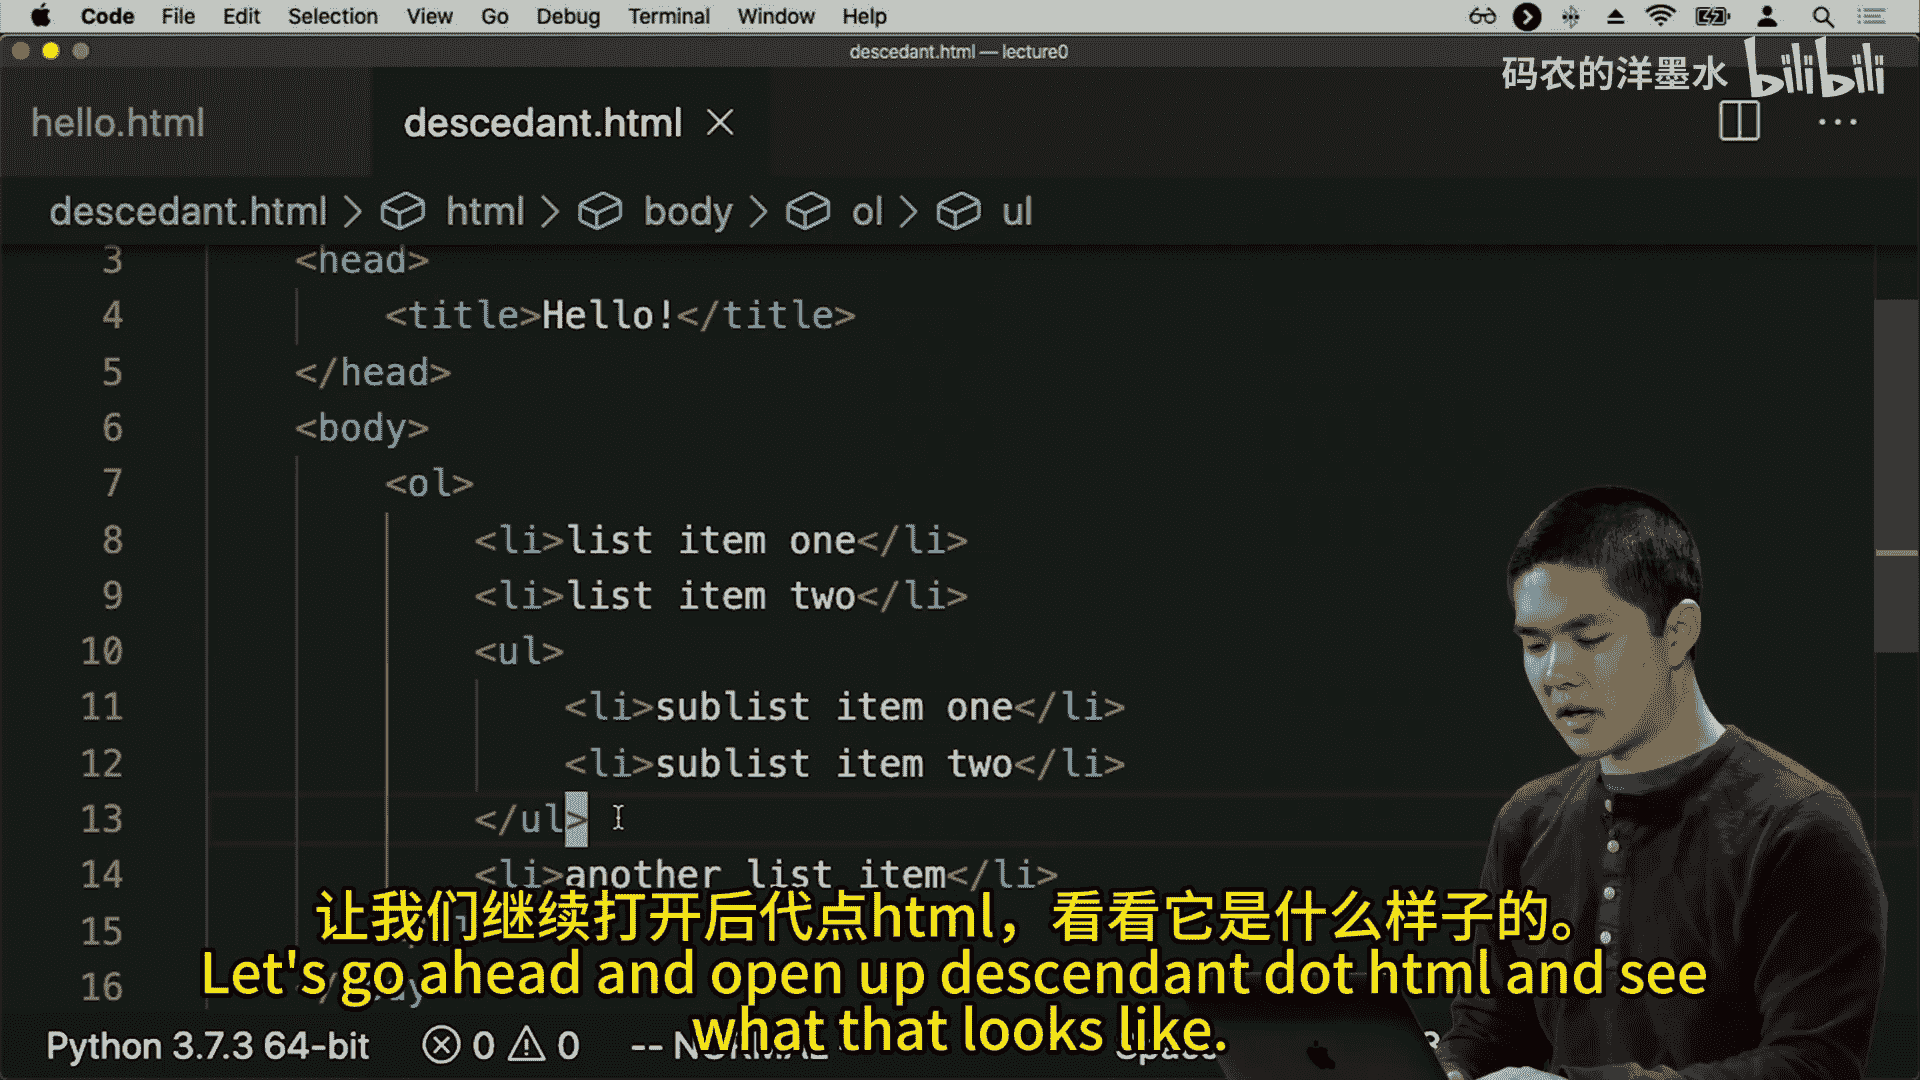 Code File Edit Selection View Go Debug Terminal Window Help
descedant.html — lecture0
码农的洋墨水 bilibili
hello.html descedant.html
descedant.html > html > body > ol > ul
3 <head>
4 <title>Hello!</title>
5 </head>
6 <body>
7 <ol>
8 <li>list item one</li>
9 <li>list item two</li>
10 <ul>
11 <li>sublist item one</li>
12 <li>sublist item two</li>
13 </ul>
14 <li>another list item</li>
15
16
让我们继续打开后代点html，看看它是什么样子的。
Let's go ahead and open up descendant dot html and see
what that looks like.
Python 3.7.3 64-bit 0 0 -- NORMAL